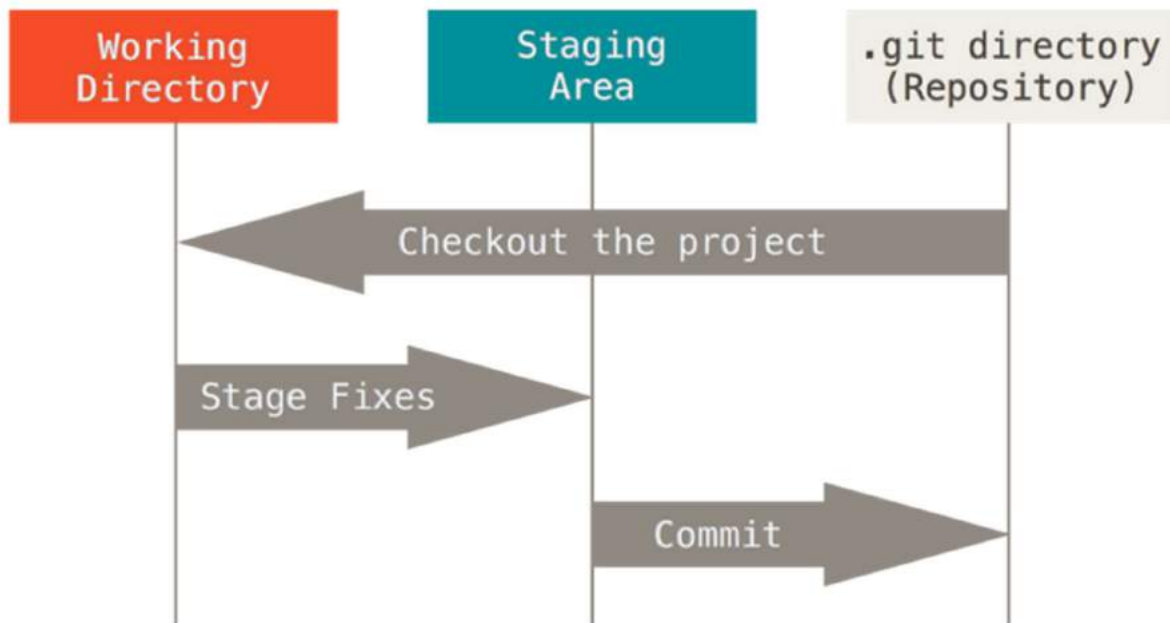 Working
Directory
Staging
Area
.git directory
(Repository)
Checkout the project
Stage Fixes
Commit